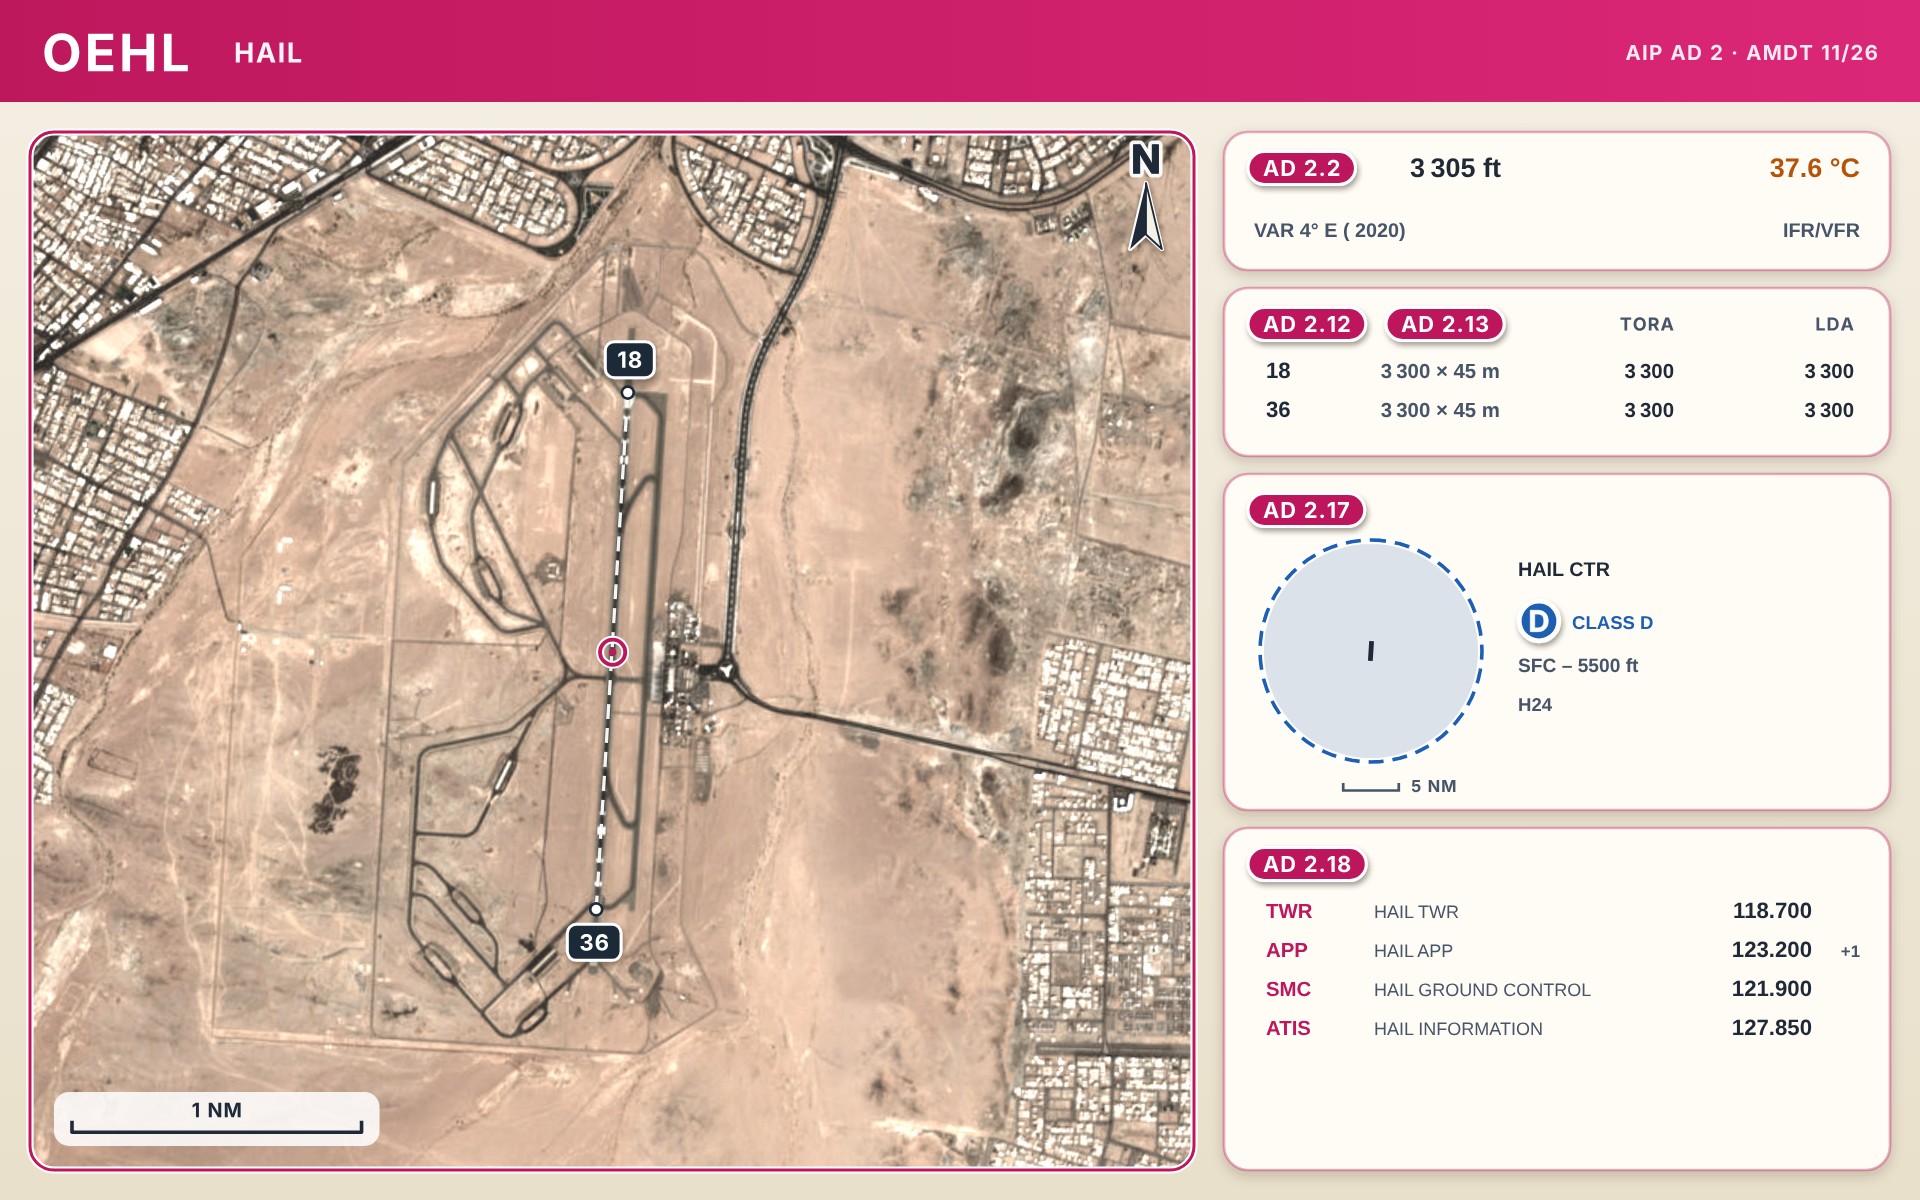 OEHL HAIL AIP AD 2 · AMDT 11/26
N
18
36
1 NM
AD 2.2 3 305 ft 37.6 °C
VAR 4° E ( 2020) IFR/VFR
AD 2.12 AD 2.13 TORA LDA
18 3 300 × 45 m 3 300 3 300
36 3 300 × 45 m 3 300 3 300
AD 2.17
HAIL CTR
D CLASS D
SFC – 5500 ft
H24
5 NM
AD 2.18
TWR HAIL TWR 118.700
APP HAIL APP 123.200 +1
SMC HAIL GROUND CONTROL 121.900
ATIS HAIL INFORMATION 127.850